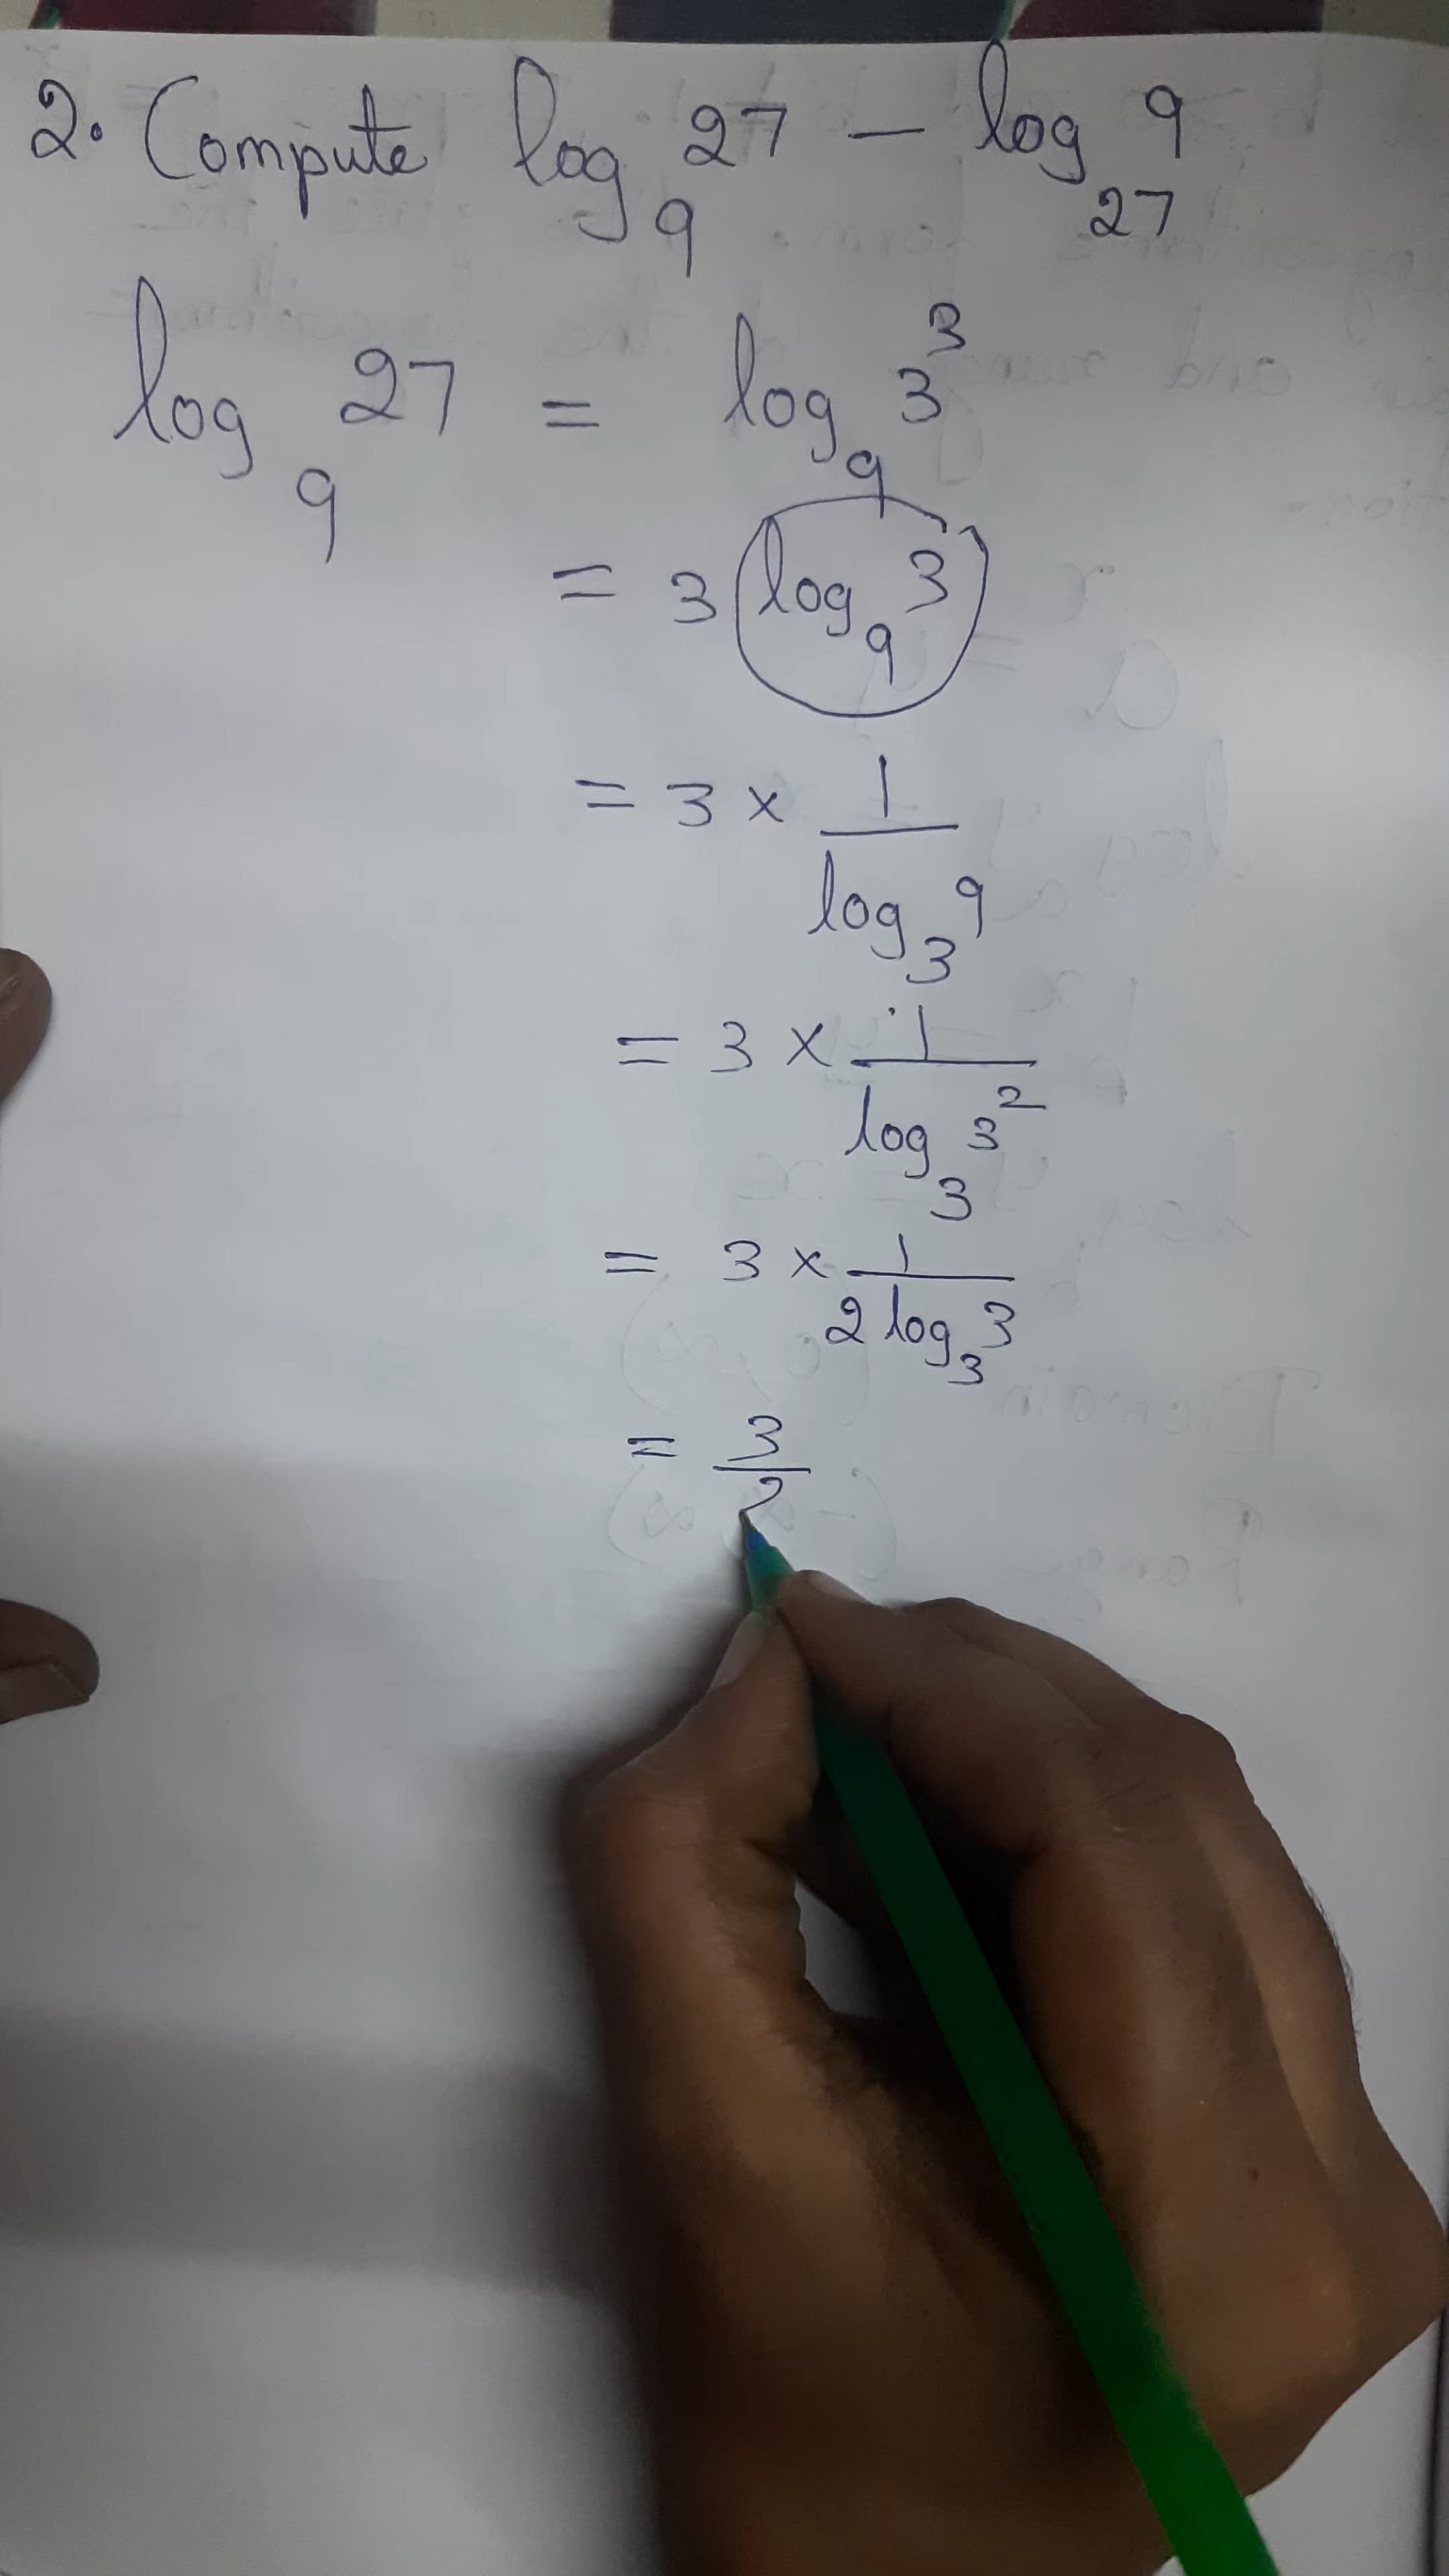 2. Compute log₉ 27 – log₂₇ 9
log₉ 27 = log₉ 3³
= 3 log₉ 3
= 3 × 1/log₃ 9
= 3 × 1/log₃ 3²
= 3 × 1/2 log₃ 3
= 3/2